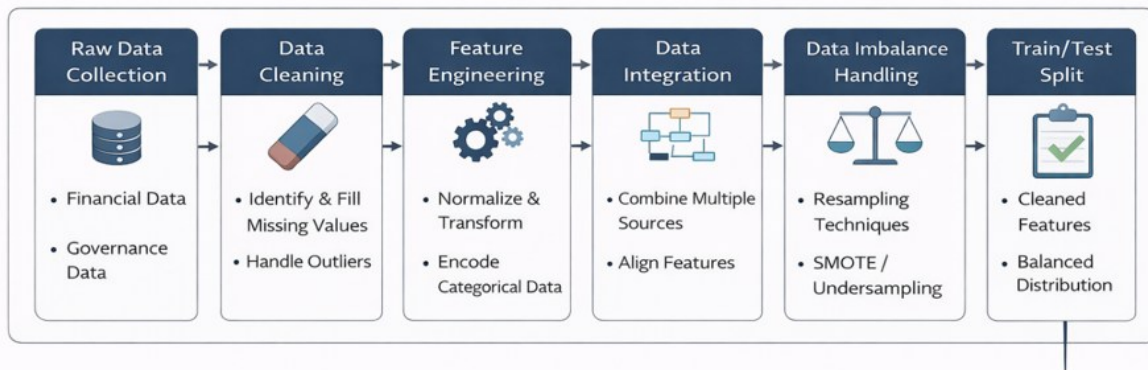 Raw Data
Collection
• Financial Data
• Governance
Data
Data
Cleaning
• Identify & Fill
Missing Values
• Handle Outliers
Feature
Engineering
• Normalize &
Transform
• Encode
Categorical Data
Data
Integration
• Combine Multiple
Sources
• Align Features
Data Imbalance
Handling
• Resampling
Techniques
• SMOTE /
Undersampling
Train/Test
Split
• Cleaned
Features
• Balanced
Distribution